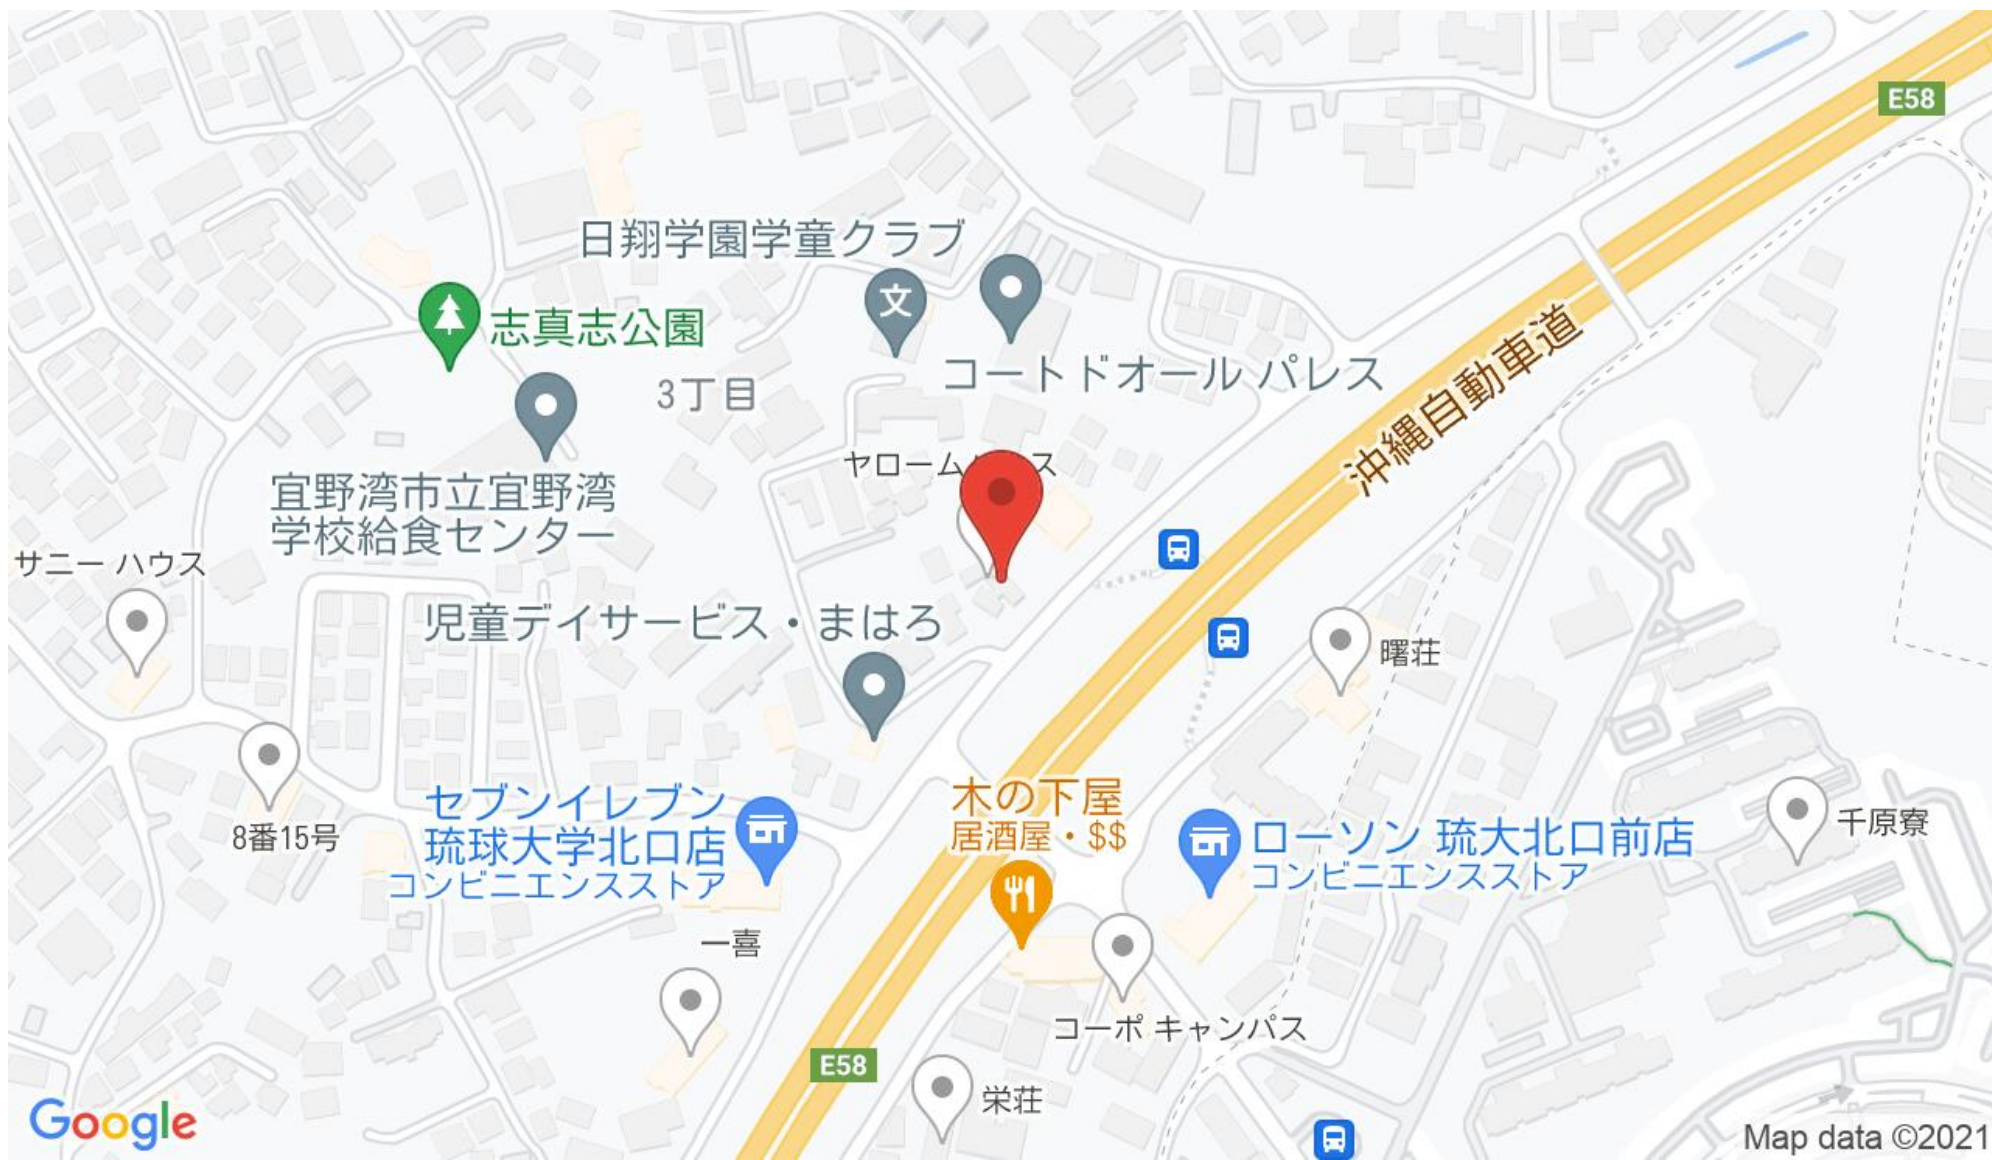 E58
日翔学園学童クラブ
文
志真志公園
コートドオール パレス
沖縄自動車道
3丁目
宜野湾市立宜野湾
学校給食センター
サニー ハウス
児童デイサービス・まはろ
曙荘
8番15号
セブンイレブン
琉球大学北口店
コンビニエンスストア
木の下屋
居酒屋・$$
ローソン 琉大北口前店
コンビニエンスストア
千原寮
一喜
コーポ キャンパス
E58
栄荘
Google
Map data ©2021